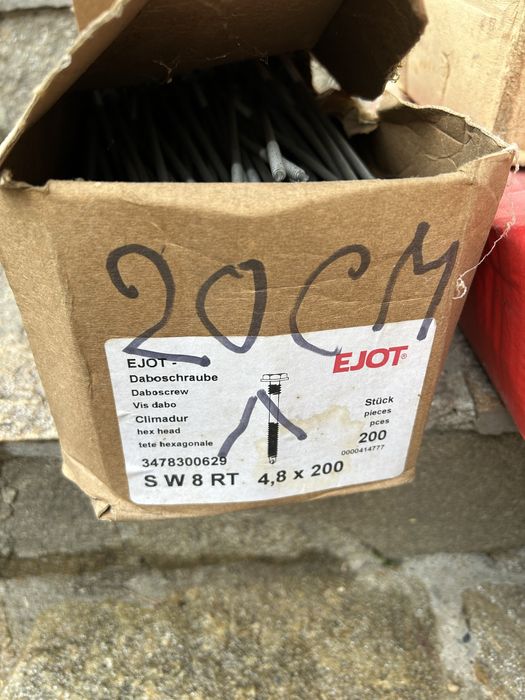 20CM
EJOT -
Daboschraube
Daboscrew
Vis dabo
Climadur
hex head
tete hexagonale
3478300629
S W 8 RT 4,8 x 200
EJOT®
Stück
pieces
pces
200
0000414777